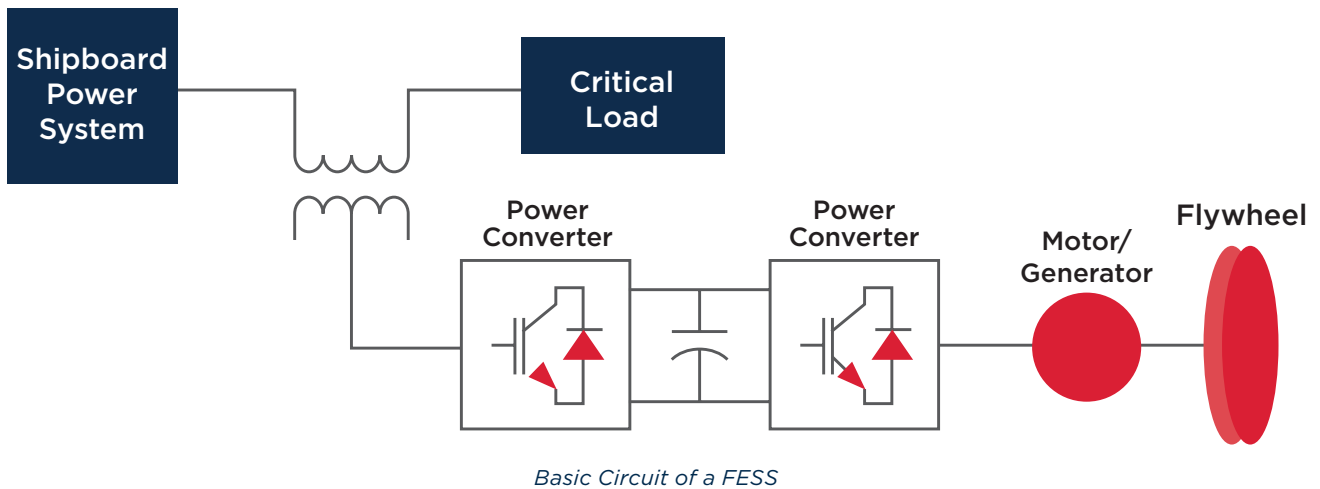 Shipboard
Power
System
Critical
Load
Power
Converter
Power
Converter
Motor/
Generator
Flywheel
Basic Circuit of a FESS